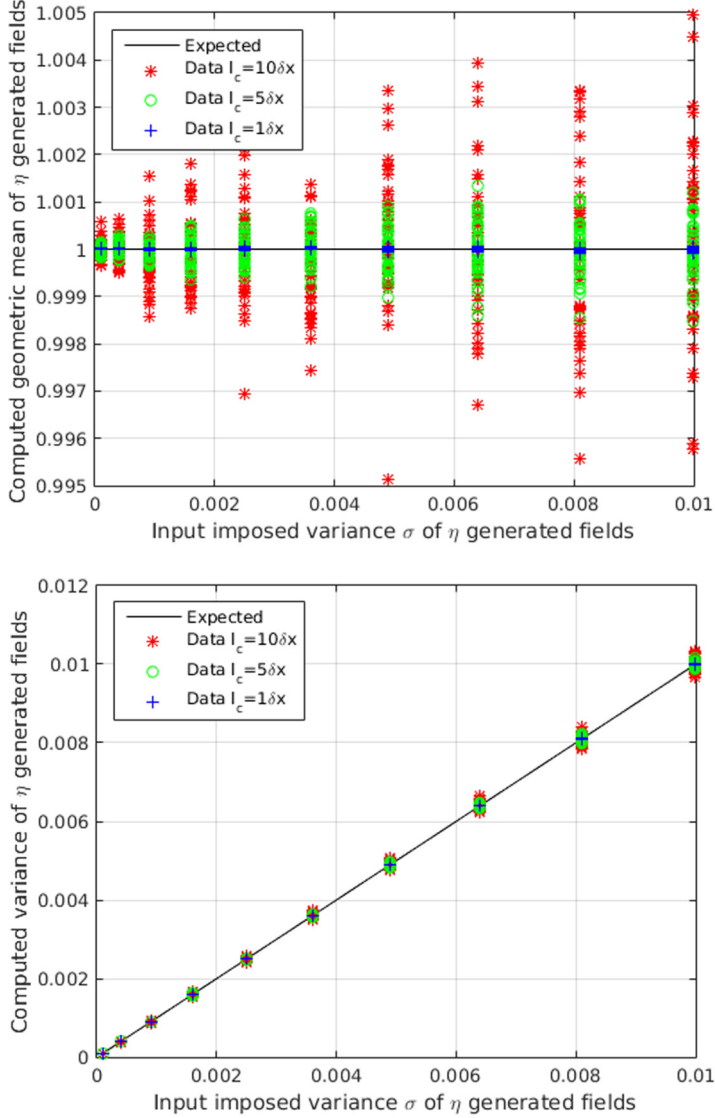 1.005
1.004
1.003
1.002
1.001
1
0.999
0.998
0.997
0.996
0.995
Computed geometric mean of η generated fields
Expected
Data l_c=10δx
Data l_c=5δx
Data l_c=1δx
0 0.002 0.004 0.006 0.008 0.01
Input imposed variance σ of η generated fields
0.012
0.01
0.008
0.006
0.004
0.002
0
Computed variance of η generated fields
Expected
Data l_c=10δx
Data l_c=5δx
Data l_c=1δx
0 0.002 0.004 0.006 0.008 0.01
Input imposed variance σ of η generated fields